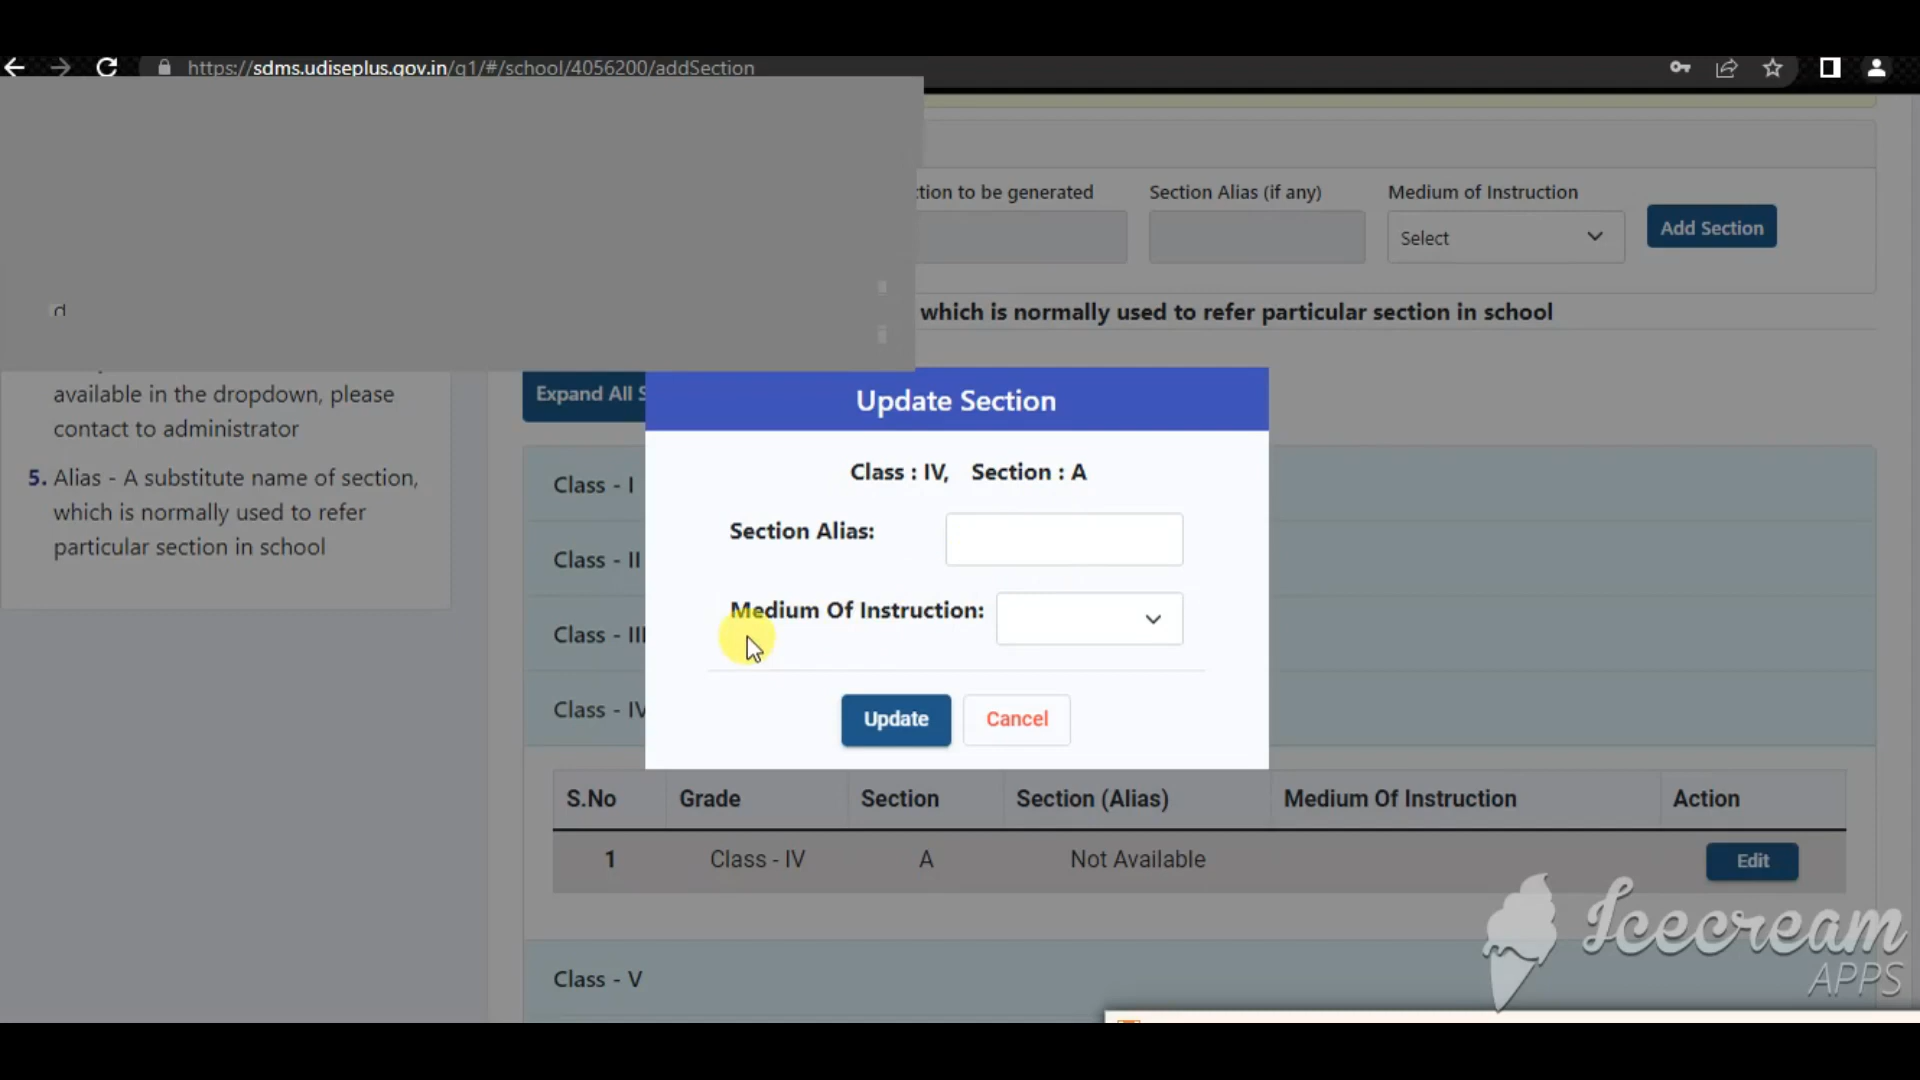 https://sdms.udiseplus.gov.in/g1/#/school/4056200/addSection
tion to be generated
Section Alias (if any)
Medium of Instruction
Select
Add Section
which is normally used to refer particular section in school
available in the dropdown, please
contact to administrator
5. Alias - A substitute name of section,
which is normally used to refer
particular section in school
Expand All S
Update Section
Class : IV, Section : A
Section Alias:
Medium Of Instruction:
Update
Cancel
Class - I
Class - II
Class - III
Class - IV
S.No Grade Section Section (Alias) Medium Of Instruction Action
1 Class - IV A Not Available Edit
Class - V
Icecream
APPS